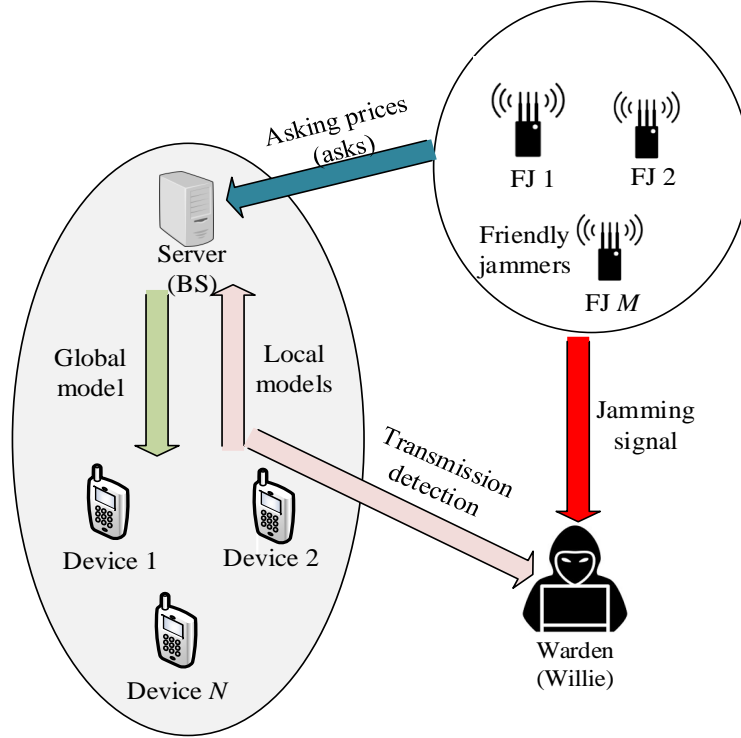 Asking prices
(asks)
FJ 1
FJ 2
Friendly
jammers
FJ M
Server
(BS)
Global
model
Local
models
Jamming
signal
Transmission
detection
Device 1
Device 2
Device N
Warden
(Willie)